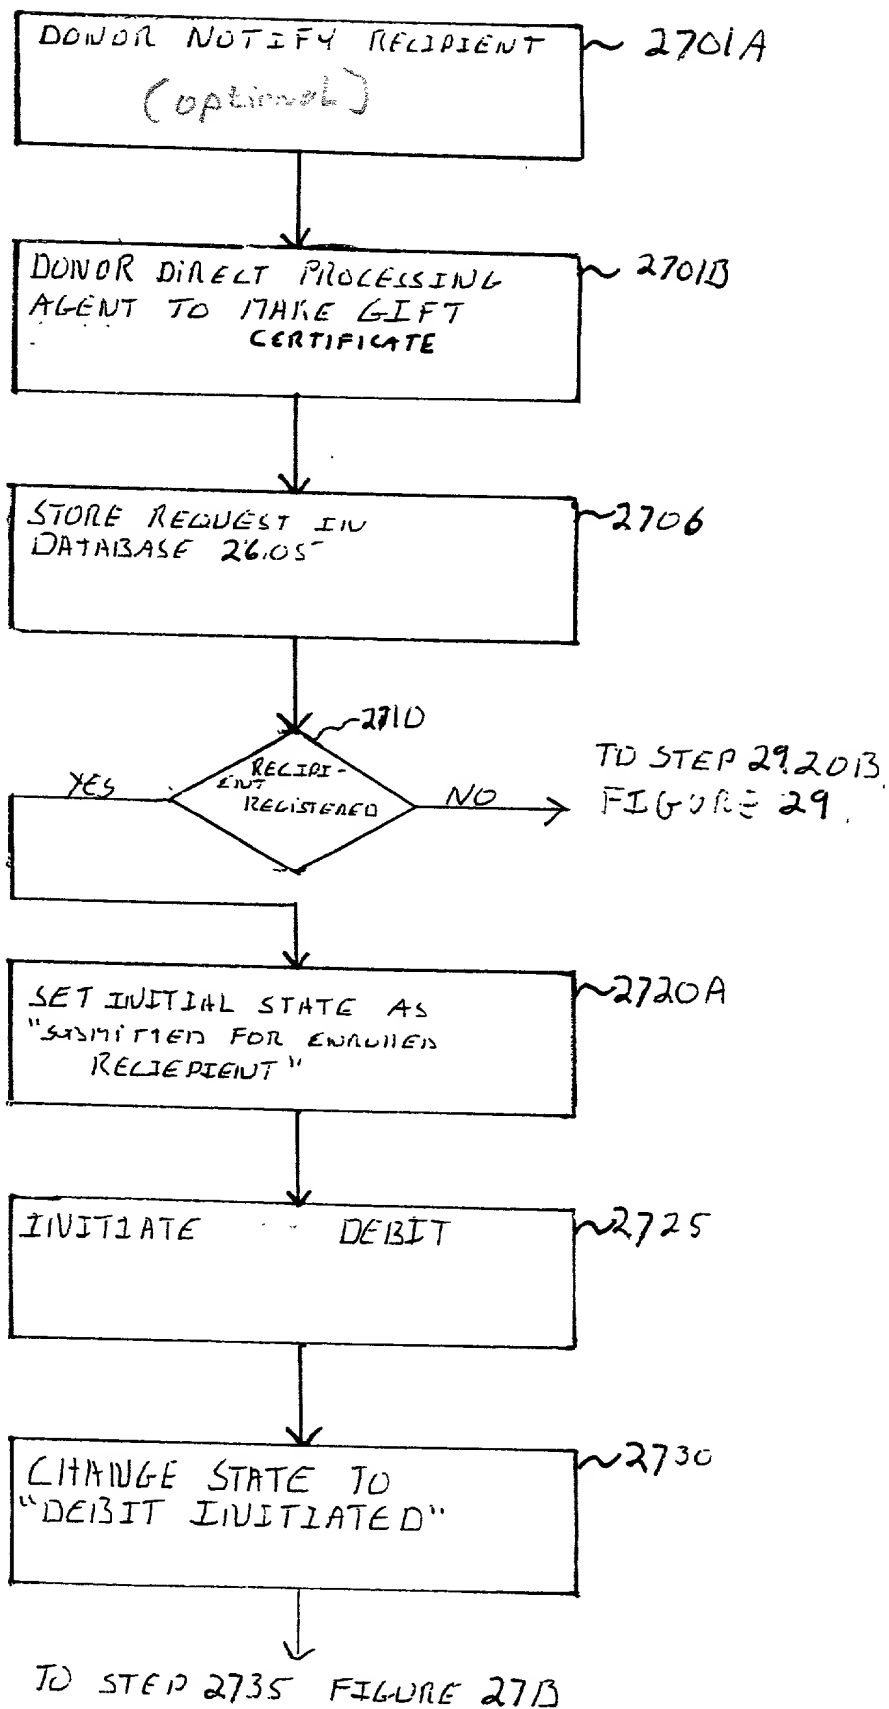 DONOR NOTIFY RECIPIENT
(optional)
2701A
DONOR DIRECT PROCESSING
AGENT TO MAKE GIFT
CERTIFICATE
2701B
STORE REQUEST IN
DATABASE 2605
2706
2710
RECIPI-
ENT
REGISTERED
YES
NO
TO STEP 2920B
FIGURE 29
SET INITIAL STATE AS
"SUBMITTED FOR ENROLLED
RECIEPIENT"
2720A
INITIATE DEBIT
2725
CHANGE STATE TO
"DEBIT INITIATED"
2730
TO STEP 2735 FIGURE 27B